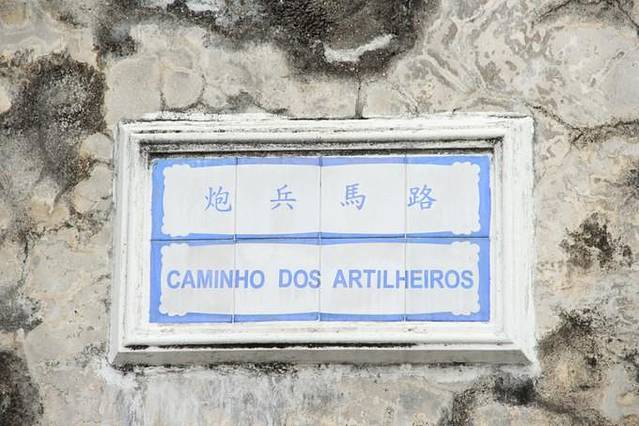 炮兵馬路
CAMINHO DOS ARTILHEIROS